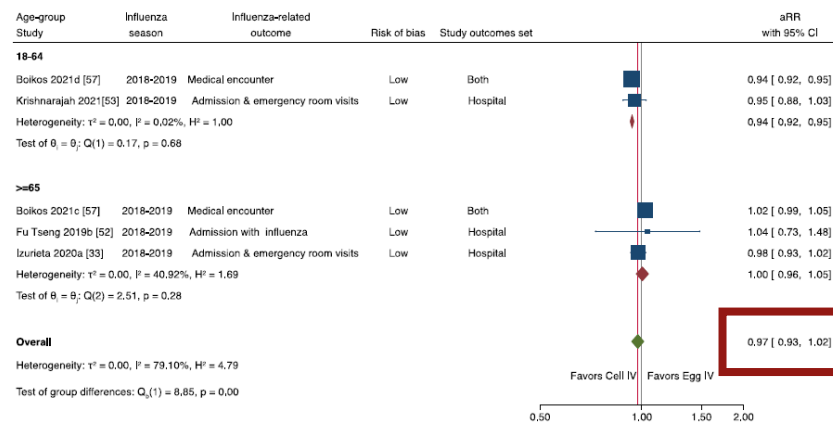 Age-group Influenza Influenza-related aRR
Study season outcome Risk of bias Study outcomes set with 95% CI
18-64
Boikos 2021d [57] 2018-2019 Medical encounter Low Both 0.94 [ 0.92, 0.95]
Krishnarajah 2021[53] 2018-2019 Admission & emergency room visits Low Hospital 0.95 [ 0.88, 1.03]
Heterogeneity: τ² = 0.00, I² = 0.02%, H² = 1.00 0.94 [ 0.92, 0.95]
Test of θᵢ = θⱼ: Q(1) = 0.17, p = 0.68
>=65
Boikos 2021c [57] 2018-2019 Medical encounter Low Both 1.02 [ 0.99, 1.05]
Fu Tseng 2019b [52] 2018-2019 Admission with influenza Low Hospital 1.04 [ 0.73, 1.48]
Izurieta 2020a [33] 2018-2019 Admission & emergency room visits Low Hospital 0.98 [ 0.93, 1.02]
Heterogeneity: τ² = 0.00, I² = 40.92%, H² = 1.69 1.00 [ 0.96, 1.05]
Test of θᵢ = θⱼ: Q(2) = 2.51, p = 0.28
Overall 0.97 [ 0.93, 1.02]
Heterogeneity: τ² = 0.00, I² = 79.10%, H² = 4.79
Favors Cell IV Favors Egg IV
Test of group differences: Q_b(1) = 8.85, p = 0.00
0.50 1.00 1.50 2.00